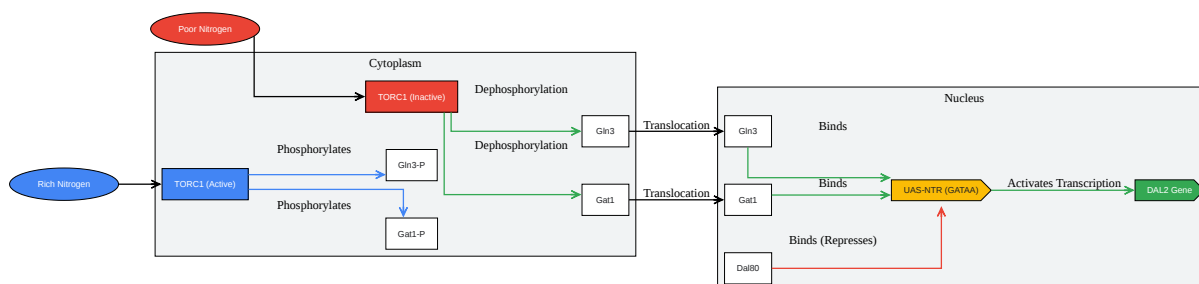 Poor Nitrogen
Cytoplasm
TORC1 (Inactive)
Dephosphorylation
Gln3
Dephosphorylation
Translocation
Phosphorylates
Gln3-P
Rich Nitrogen
TORC1 (Active)
Phosphorylates
Gat1
Translocation
Gat1-P
Nucleus
Gln3
Binds
Gat1
Binds
UAS-NTR (GATAA)
Activates Transcription
DAL2 Gene
Binds (Represses)
Dal80